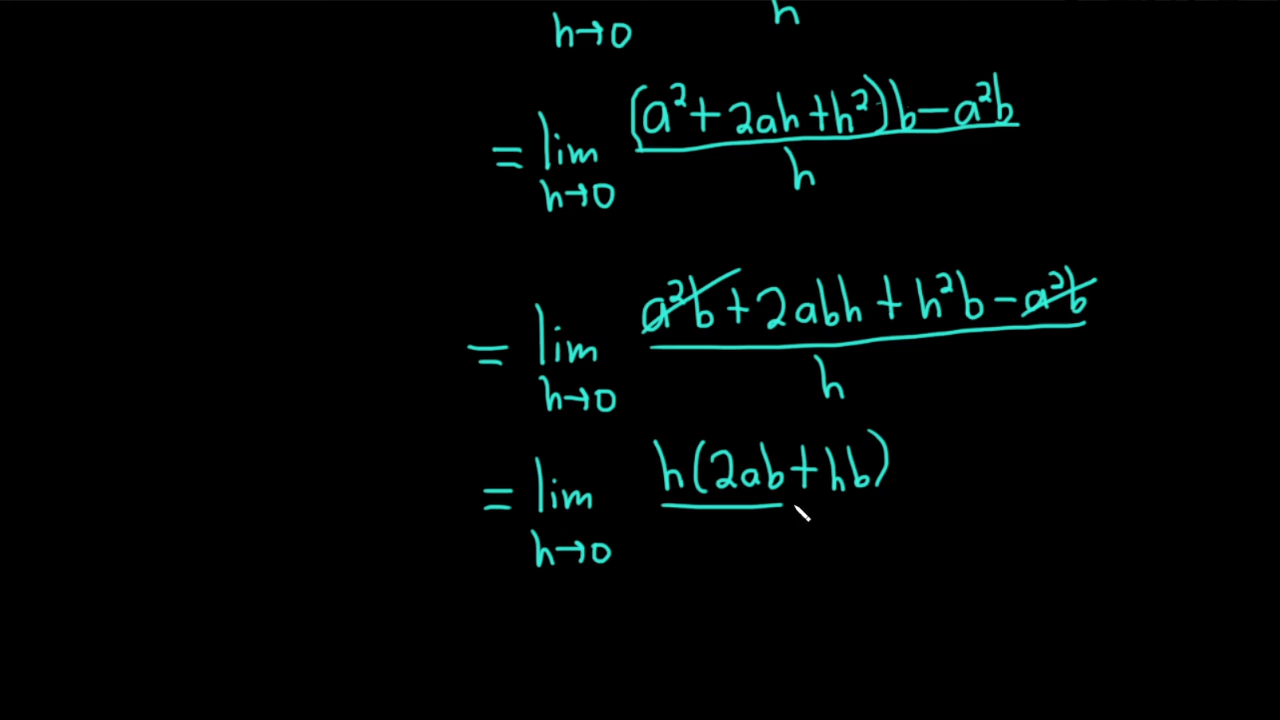 h→0 h
(a²+2ah+h²)b−a²b
= lim
h→0 h
a²b+2abh+h²b−a²b
= lim
h→0 h
h(2ab+hb)
= lim
h→0